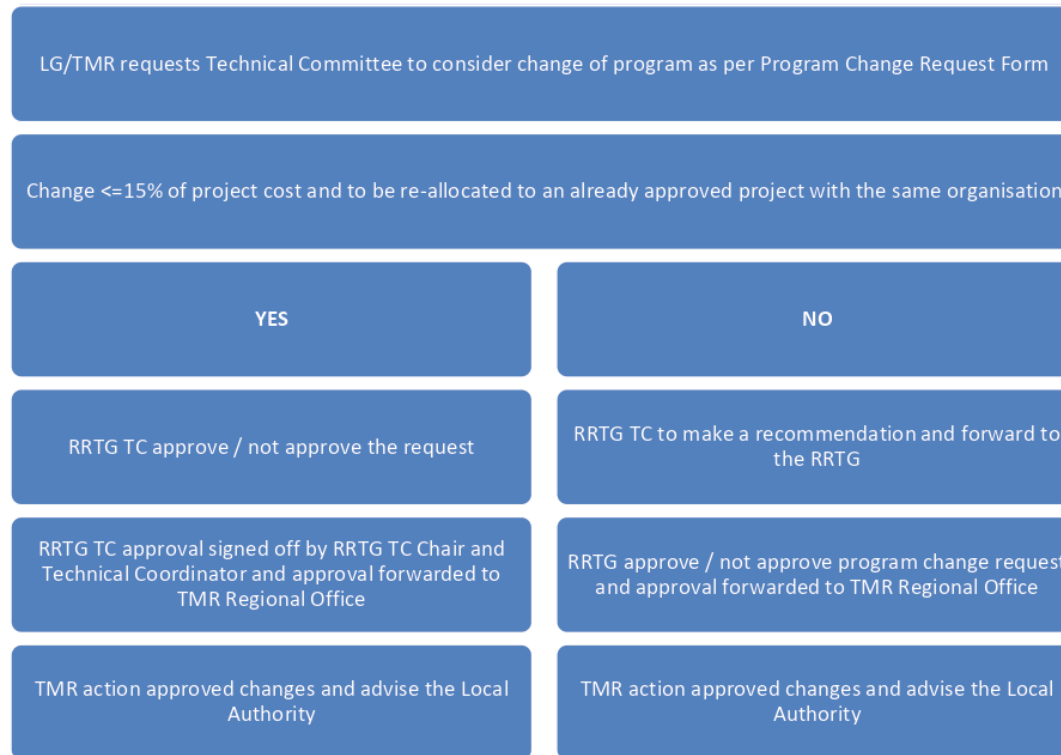 LG/TMR requests Technical Committee to consider change of program as per Program Change Request Form
Change <=15% of project cost and to be re-allocated to an already approved project with the same organisation
YES
NO
RRTG TC approve / not approve the request
RRTG TC to make a recommendation and forward to
the RRTG
RRTG TC approval signed off by RRTG TC Chair and
Technical Coordinator and approval forwarded to
TMR Regional Office
RRTG approve / not approve program change request
and approval forwarded to TMR Regional Office
TMR action approved changes and advise the Local
Authority
TMR action approved changes and advise the Local
Authority